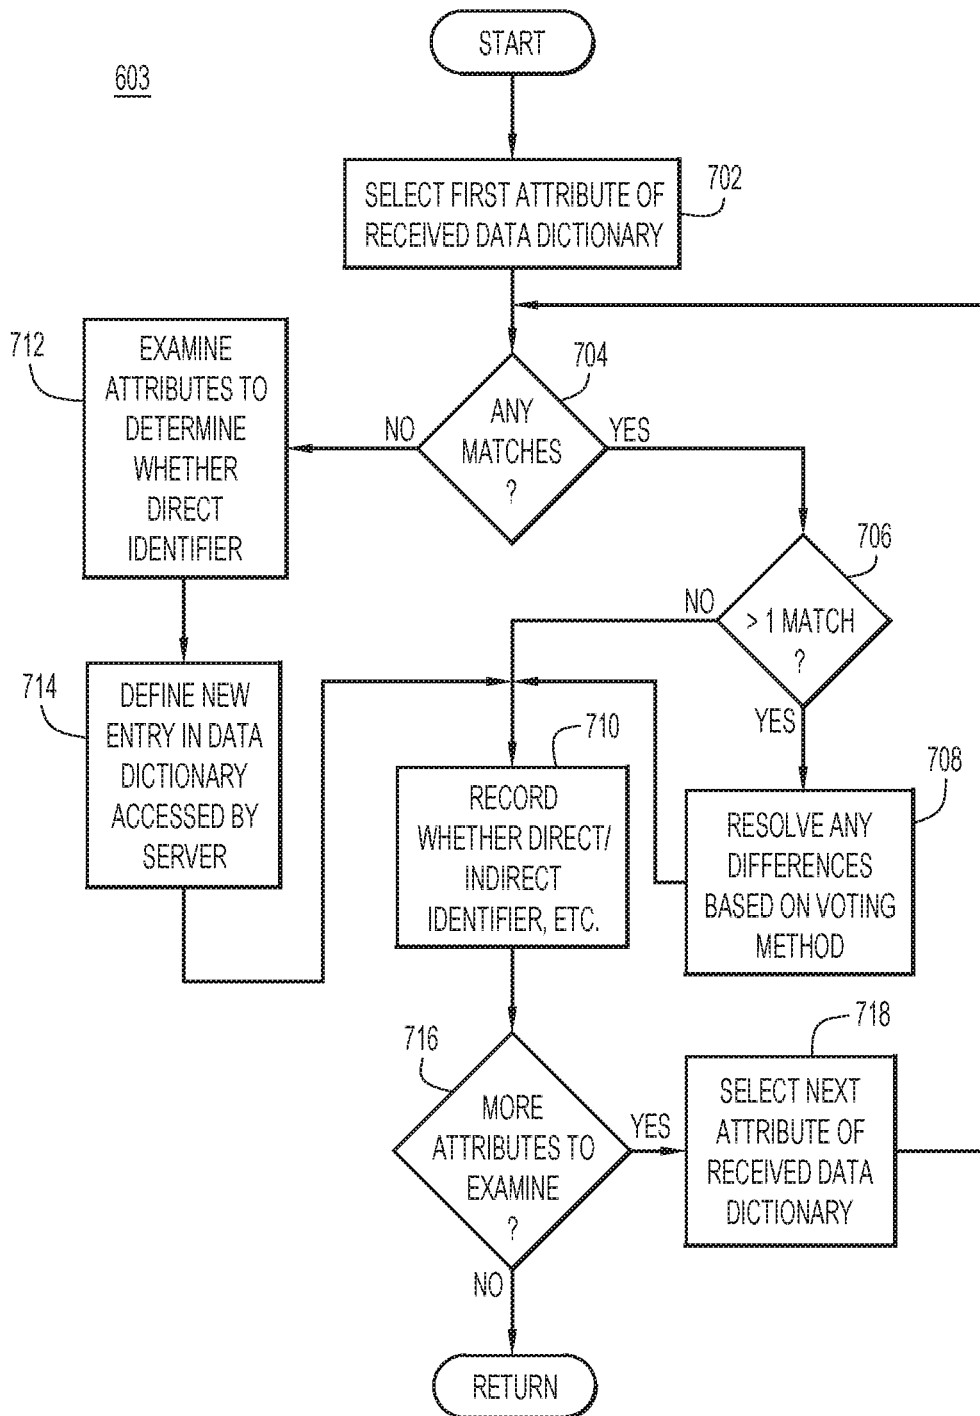 START
603
702
SELECT FIRST ATTRIBUTE OF
RECEIVED DATA DICTIONARY
712
EXAMINE
ATTRIBUTES TO
DETERMINE
WHETHER
DIRECT
IDENTIFIER
704
ANY
MATCHES
?
NO
YES
706
> 1 MATCH
?
NO
YES
714
DEFINE NEW
ENTRY IN DATA
DICTIONARY
ACCESSED BY
SERVER
710
RECORD
WHETHER DIRECT/
INDIRECT
IDENTIFIER, ETC.
708
RESOLVE ANY
DIFFERENCES
BASED ON VOTING
METHOD
716
MORE
ATTRIBUTES TO
EXAMINE
?
YES
NO
718
SELECT NEXT
ATTRIBUTE OF
RECEIVED DATA
DICTIONARY
RETURN